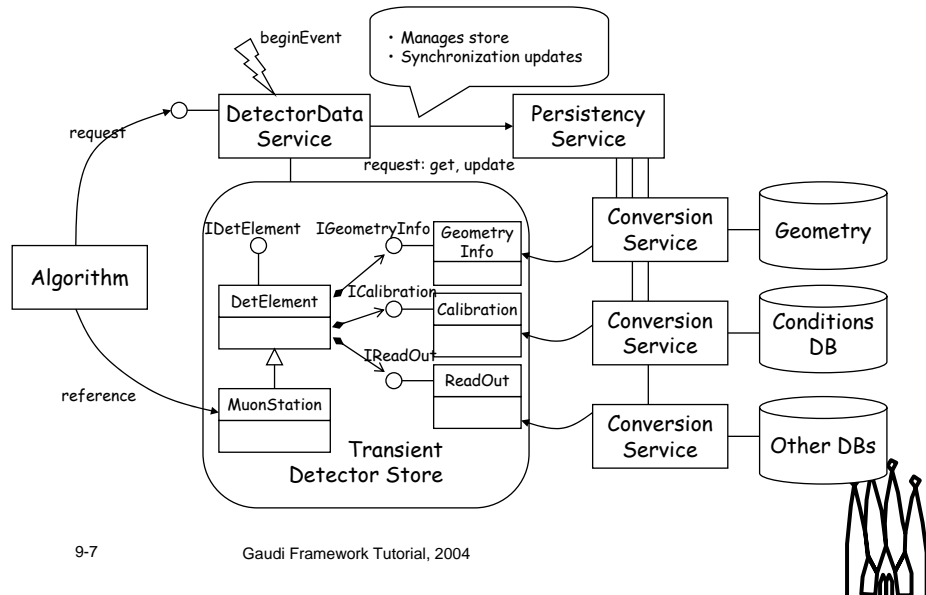 beginEvent
· Manages store
· Synchronization updates
DetectorData
Service
Persistency
Service
request
request: get, update
IDetElement
IGeometryInfo
Geometry
Info
Conversion
Service
Geometry
Algorithm
DetElement
ICalibration
Calibration
Conversion
Service
Conditions
DB
IReadOut
ReadOut
reference
MuonStation
Conversion
Service
Other DBs
Transient
Detector Store
9-7
Gaudi Framework Tutorial, 2004